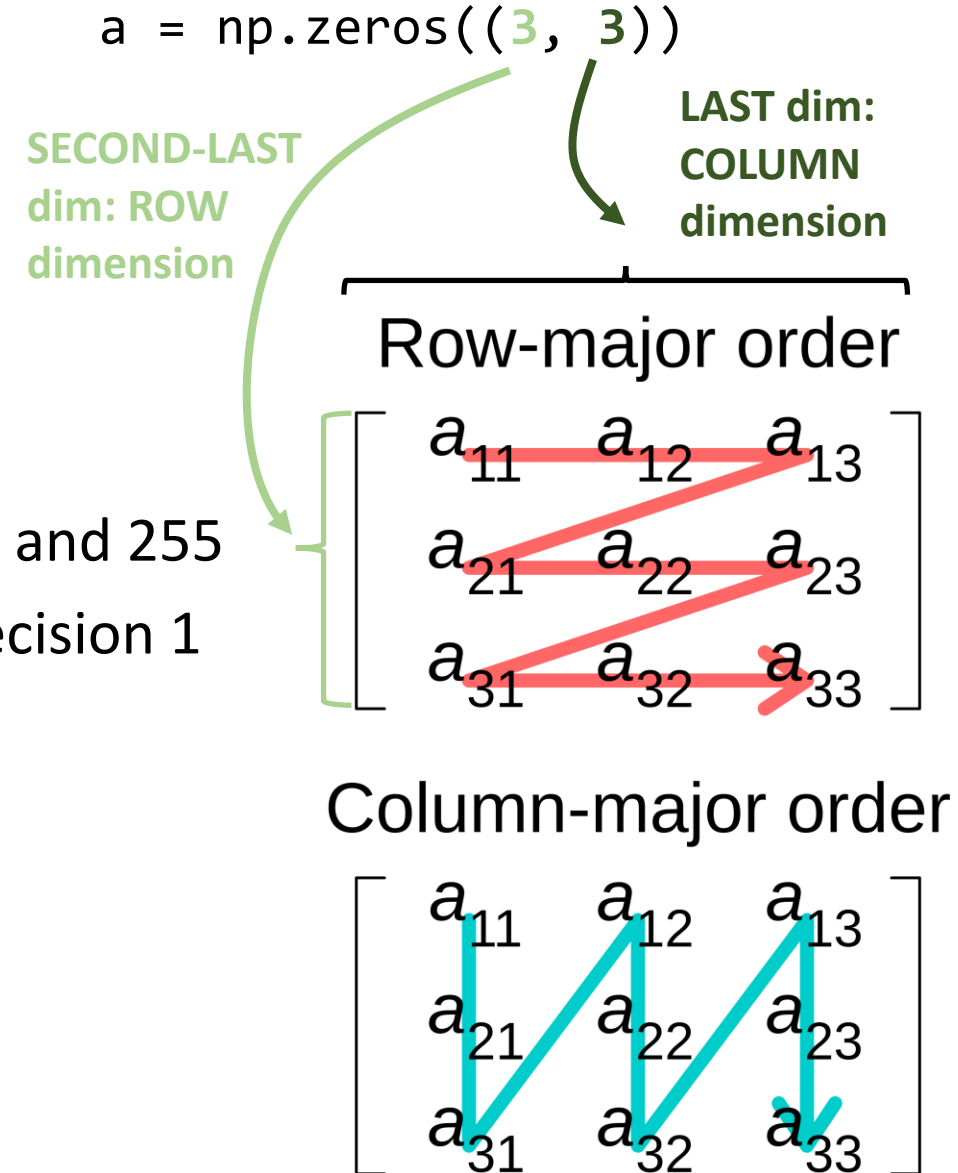 a = np.zeros((3, 3))
SECOND-LAST
dim: ROW
dimension
LAST dim:
COLUMN
dimension
Row-major order
a11 a12 a13
a21 a22 a23
a31 a32 a33
and 255
ecision 1
Column-major order
a11 a12 a13
a21 a22 a23
a31 a32 a33